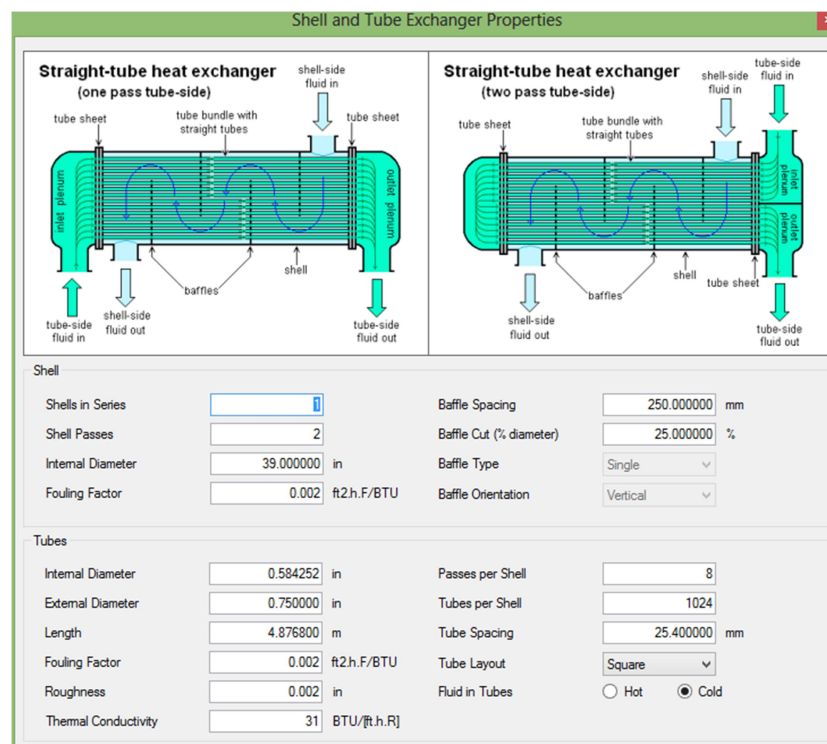 Shell and Tube Exchanger Properties
Straight-tube heat exchanger
(one pass tube-side)
shell-side
fluid in
tube sheet
tube bundle with
straight tubes
tube sheet
inlet plenum
outlet plenum
baffles
shell
tube-side
fluid in
shell-side
fluid out
tube-side
fluid out
Straight-tube heat exchanger
(two pass tube-side)
tube-side
fluid in
shell-side
fluid in
tube sheet
tube bundle with
straight tubes
inlet
plenum
outlet
plenum
baffles
shell
tube sheet
shell-side
fluid out
tube-side
fluid out
Shell
Shells in Series 1
Baffle Spacing 250.000000 mm
Shell Passes 2
Baffle Cut (% diameter) 25.000000 %
Internal Diameter 39.000000 in
Baffle Type Single
Fouling Factor 0.002 ft2.h.F/BTU
Baffle Orientation Vertical
Tubes
Internal Diameter 0.584252 in
Passes per Shell 8
External Diameter 0.750000 in
Tubes per Shell 1024
Length 4.876800 m
Tube Spacing 25.400000 mm
Fouling Factor 0.002 ft2.h.F/BTU
Tube Layout Square
Roughness 0.002 in
Fluid in Tubes Hot Cold
Thermal Conductivity 31 BTU/[ft.h.R]